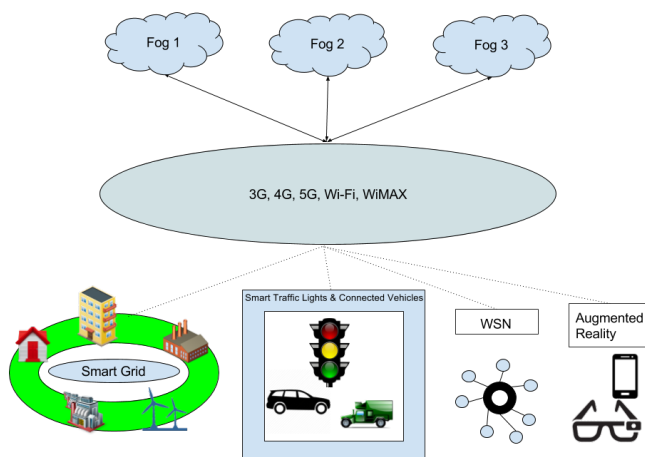 Fog 1
Fog 2
Fog 3
3G, 4G, 5G, Wi-Fi, WiMAX
Smart Grid
Smart Traffic Lights & Connected Vehicles
WSN
Augmented
Reality